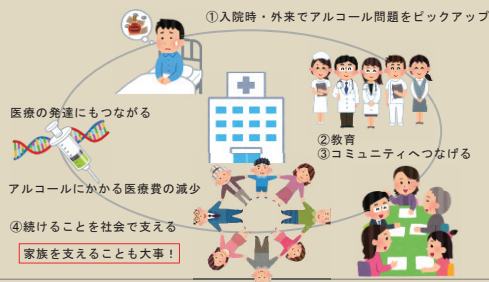 ①入院時・外来でアルコール問題をピックアップ
医療の発達にもつながる
②教育
③コミュニティへつなげる
アルコールにかかる医療費の減少
④続けることを社会で支える
家族を支えることも大事！